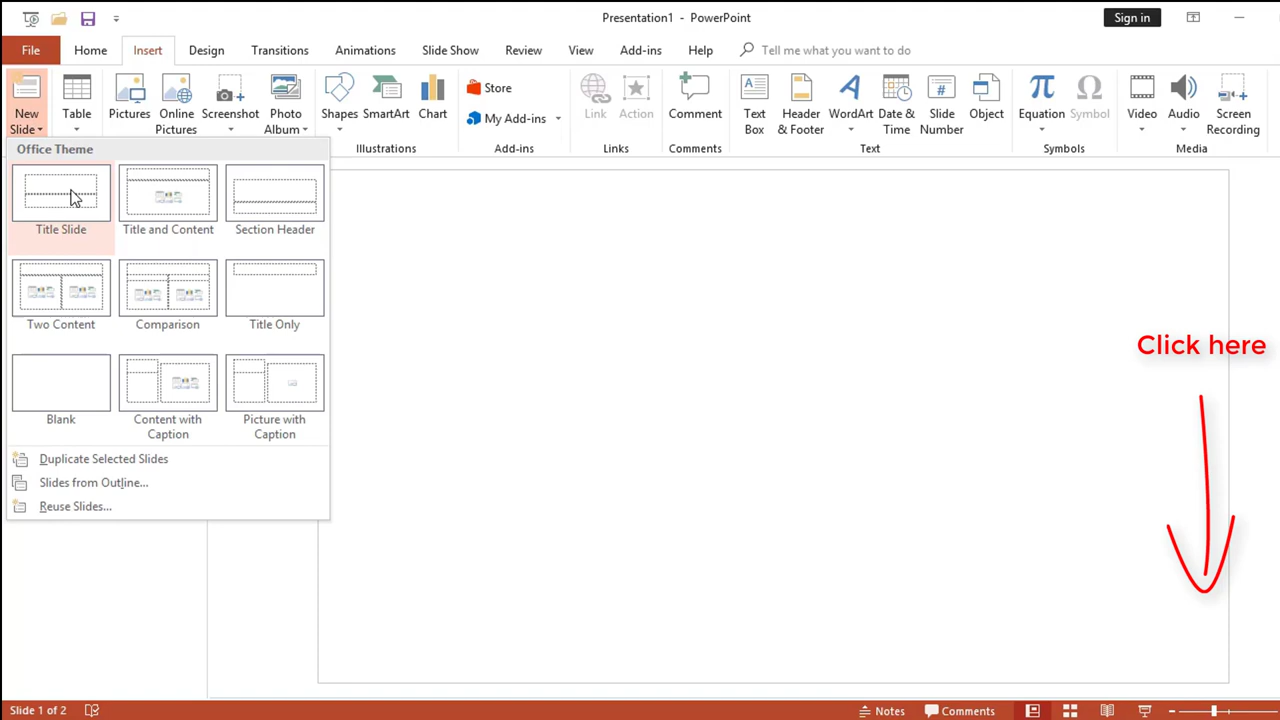 Presentation1 - PowerPoint
Sign in
File Home Insert Design Transitions Animations Slide Show Review View Add-ins Help Tell me what you want to do
New Slide
Table
Pictures
Online Pictures
Screenshot
Photo Album
Shapes
SmartArt
Chart
Store
My Add-ins
Link
Action
Comment
Text Box
Header & Footer
WordArt
Date & Time
Slide Number
Object
Equation
Symbol
Video
Audio
Screen Recording
Illustrations
Add-ins
Links
Comments
Text
Symbols
Media
Office Theme
Title Slide
Title and Content
Section Header
Two Content
Comparison
Title Only
Blank
Content with Caption
Picture with Caption
Duplicate Selected Slides
Slides from Outline...
Reuse Slides...
Click here
Slide 1 of 2
Notes
Comments